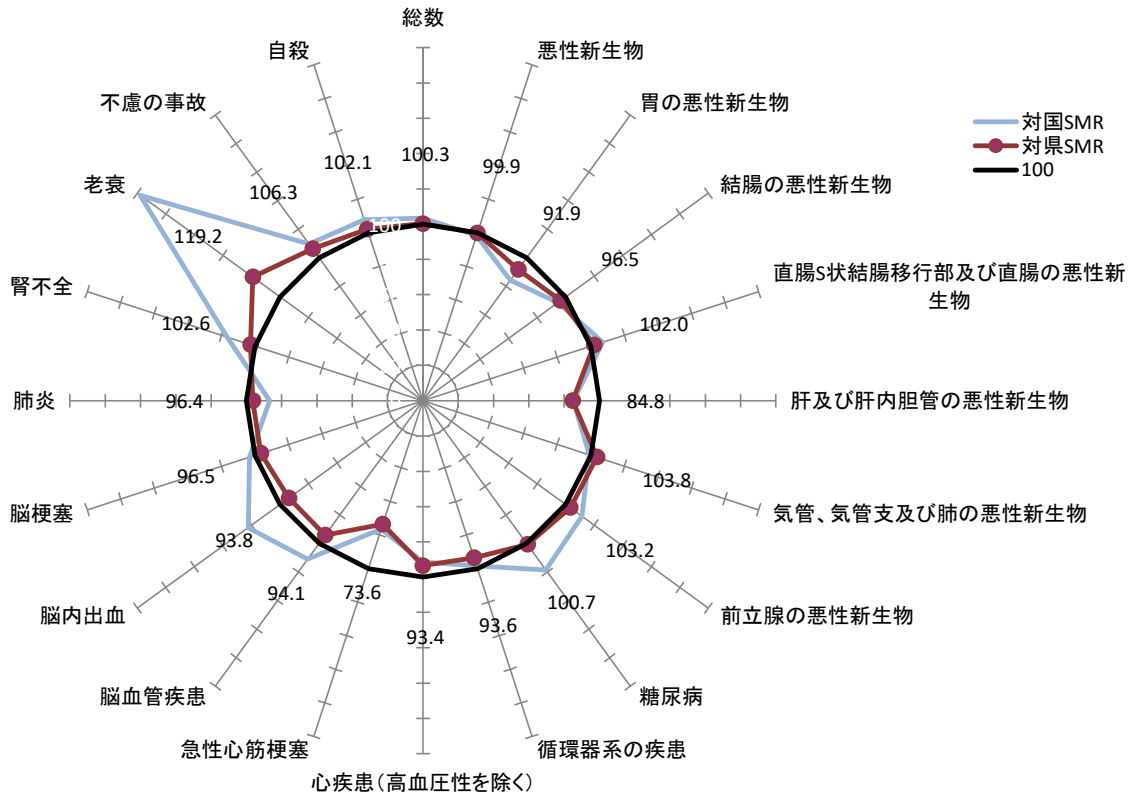 総数
自殺
悪性新生物
不慮の事故
胃の悪性新生物
対国SMR
対県SMR
100
100.3
102.1
99.9
老衰
106.3
91.9
結腸の悪性新生物
100
119.2
96.5
腎不全
直腸S状結腸移行部及び直腸の悪性新
生物
102.6
102.0
肺炎
96.4
84.8
肝及び肝内胆管の悪性新生物
脳梗塞
96.5
103.8
気管、気管支及び肺の悪性新生物
脳内出血
93.8
103.2
前立腺の悪性新生物
94.1
73.6
93.4
93.6
100.7
脳血管疾患
糖尿病
急性心筋梗塞
循環器系の疾患
心疾患(高血圧性を除く)